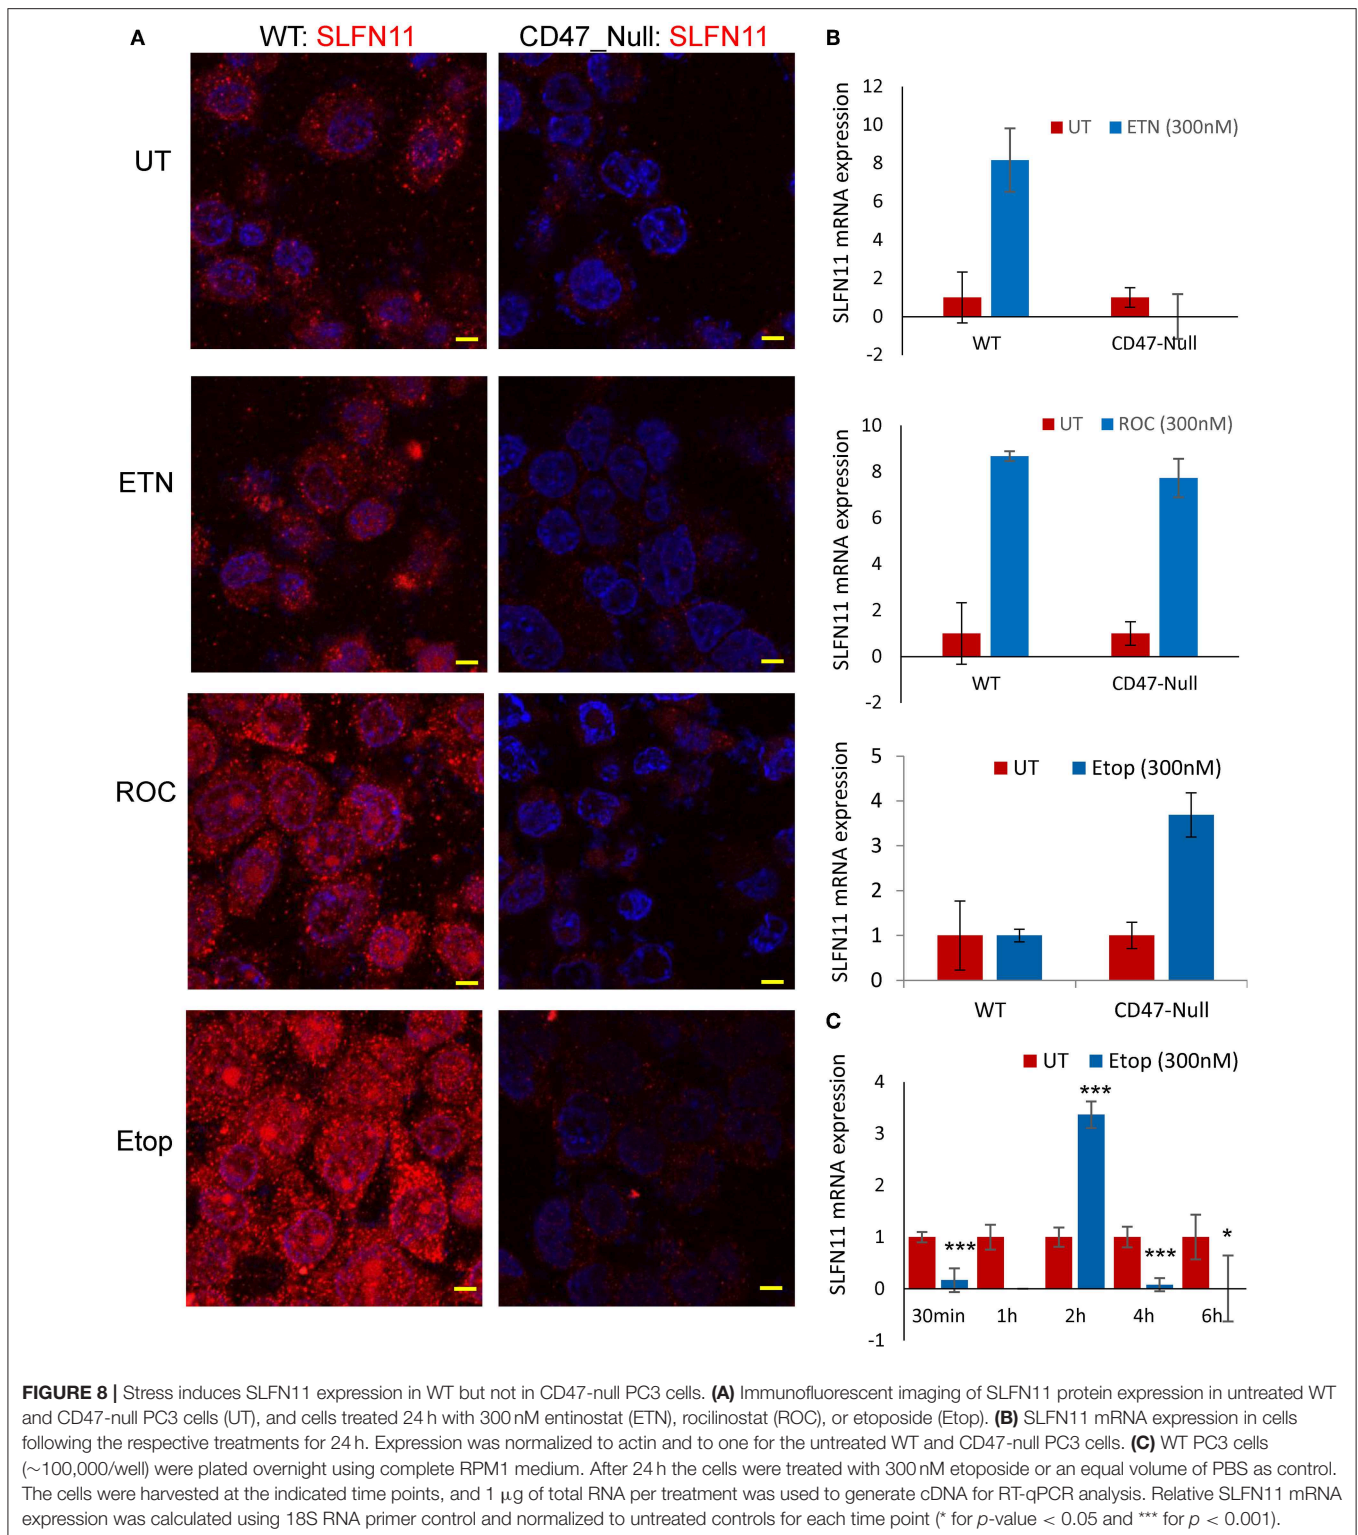 A
WT: SLFN11
CD47_Null: SLFN11
UT
ETN
ROC
Etop
B
SLFN11 mRNA expression
12
10
8
6
4
2
0
-2
UT
ETN (300nM)
WT
CD47-Null
SLFN11 mRNA expression
10
8
6
4
2
0
-2
UT
ROC (300nM)
WT
CD47-Null
SLFN11 mRNA expression
5
4
3
2
1
0
UT
Etop (300nM)
WT
CD47-Null
C
SLFN11 mRNA expression
4
3
2
1
0
-1
UT
Etop (300nM)
***
***
***
*
30min
1h
2h
4h
6h
FIGURE 8 | Stress induces SLFN11 expression in WT but not in CD47-null PC3 cells. (A) Immunofluorescent imaging of SLFN11 protein expression in untreated WT
and CD47-null PC3 cells (UT), and cells treated 24 h with 300 nM entinostat (ETN), rocilinostat (ROC), or etoposide (Etop). (B) SLFN11 mRNA expression in cells
following the respective treatments for 24 h. Expression was normalized to actin and to one for the untreated WT and CD47-null PC3 cells. (C) WT PC3 cells
(~100,000/well) were plated overnight using complete RPM1 medium. After 24 h the cells were treated with 300 nM etoposide or an equal volume of PBS as control.
The cells were harvested at the indicated time points, and 1 μg of total RNA per treatment was used to generate cDNA for RT-qPCR analysis. Relative SLFN11 mRNA
expression was calculated using 18S RNA primer control and normalized to untreated controls for each time point (* for p-value < 0.05 and *** for p < 0.001).